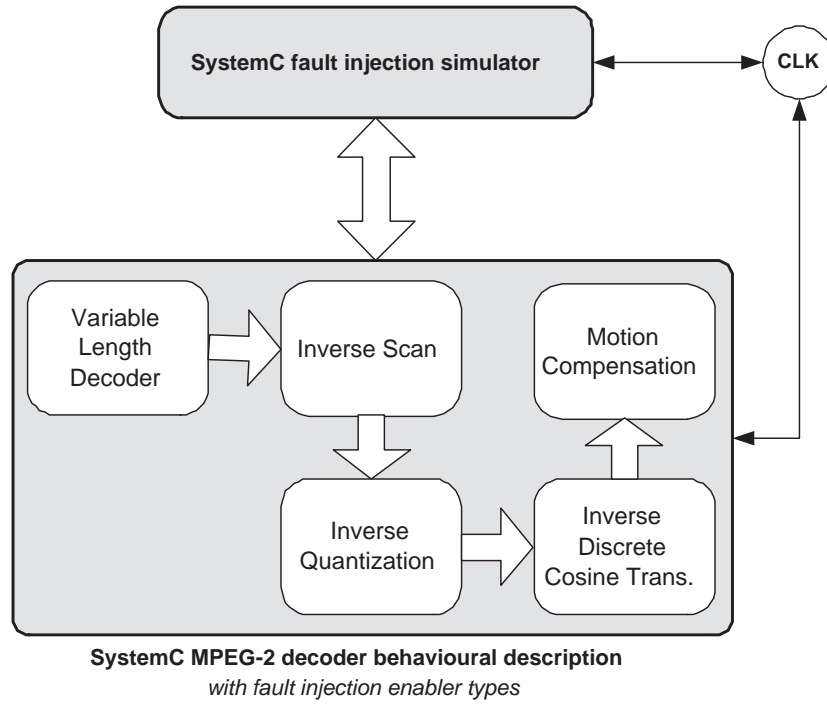 SystemC fault injection simulator
CLK
Variable
Length
Decoder
Inverse Scan
Motion
Compensation
Inverse
Quantization
Inverse
Discrete
Cosine Trans.
SystemC MPEG-2 decoder behavioural description
with fault injection enabler types